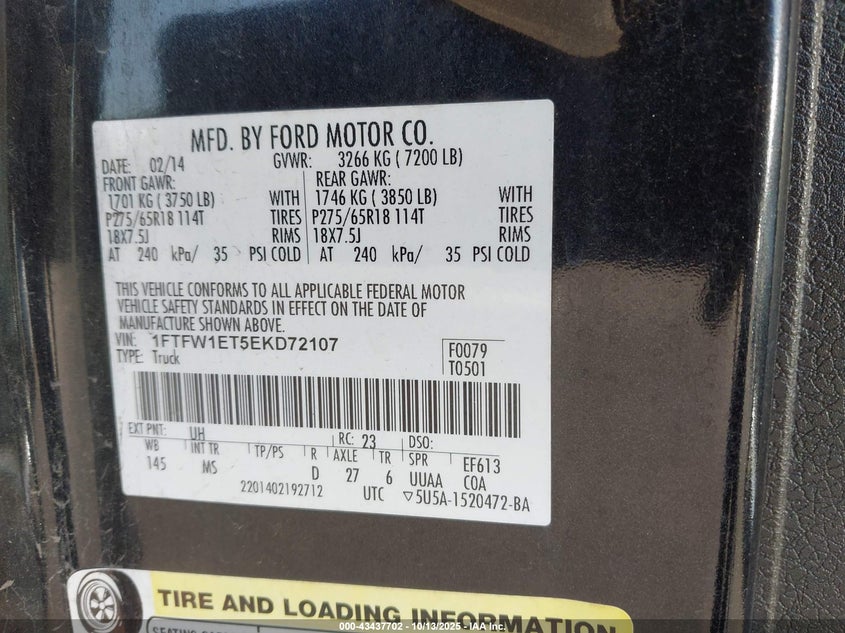 MFD. BY FORD MOTOR CO.
DATE: 02/14 GVWR: 3266 KG ( 7200 LB)
FRONT GAWR: REAR GAWR:
1701 KG ( 3750 LB) WITH 1746 KG ( 3850 LB) WITH
P275/65R18 114T TIRES P275/65R18 114T TIRES
18X7.5J RIMS 18X7.5J RIMS
AT 240 kPa/ 35 PSI COLD AT 240 kPa/ 35 PSI COLD
THIS VEHICLE CONFORMS TO ALL APPLICABLE FEDERAL MOTOR
VEHICLE SAFETY STANDARDS IN EFFECT ON THE DATE OF
MANUFACTURE SHOWN ABOVE.
VIN: 1FTFW1ET5EKD72107 F0079
TYPE: Truck T0501
EXT PNT: UH RC: 23 DSO:
WB INT TR TP/PS R AXLE TR SPR EF613
145 MS D 27 6 UUAA COA
2201402192712 UTC ▽5U5A-1520472-BA
TIRE AND LOADING INFORMATION
000-43437702 - 10/13/2025 - IAA Inc.